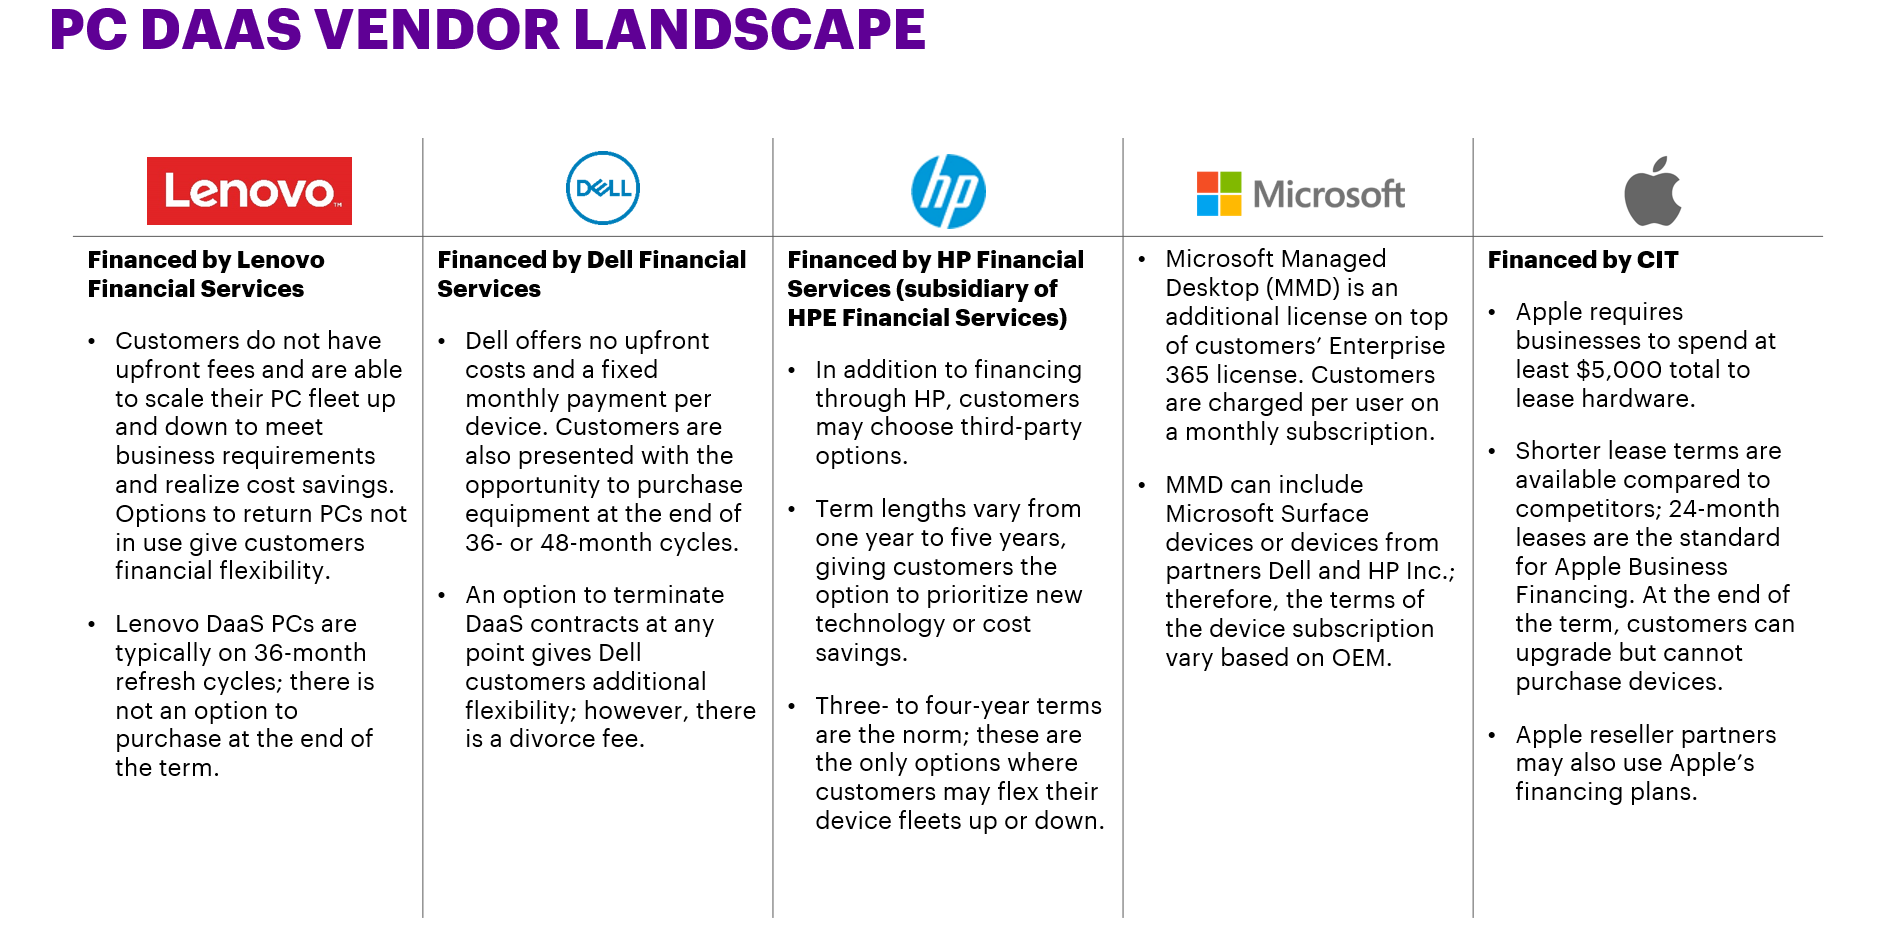 PC DAAS VENDOR LANDSCAPE
Lenovo™
DELL
hp
Microsoft
Financed by Lenovo
Financial Services
• Customers do not have
upfront fees and are able
to scale their PC fleet up
and down to meet
business requirements
and realize cost savings.
Options to return PCs not
in use give customers
financial flexibility.
• Lenovo DaaS PCs are
typically on 36-month
refresh cycles; there is
not an option to
purchase at the end of
the term.
Financed by Dell Financial
Services
• Dell offers no upfront
costs and a fixed
monthly payment per
device. Customers are
also presented with the
opportunity to purchase
equipment at the end of
36- or 48-month cycles.
• An option to terminate
DaaS contracts at any
point gives Dell
customers additional
flexibility; however, there
is a divorce fee.
Financed by HP Financial
Services (subsidiary of
HPE Financial Services)
• In addition to financing
through HP, customers
may choose third-party
options.
• Term lengths vary from
one year to five years,
giving customers the
option to prioritize new
technology or cost
savings.
• Three- to four-year terms
are the norm; these are
the only options where
customers may flex their
device fleets up or down.
• Microsoft Managed
Desktop (MMD) is an
additional license on top
of customers’ Enterprise
365 license. Customers
are charged per user on
a monthly subscription.
• MMD can include
Microsoft Surface
devices or devices from
partners Dell and HP Inc.;
therefore, the terms of
the device subscription
vary based on OEM.
Financed by CIT
• Apple requires
businesses to spend at
least $5,000 total to
lease hardware.
• Shorter lease terms are
available compared to
competitors; 24-month
leases are the standard
for Apple Business
Financing. At the end of
the term, customers can
upgrade but cannot
purchase devices.
• Apple reseller partners
may also use Apple’s
financing plans.